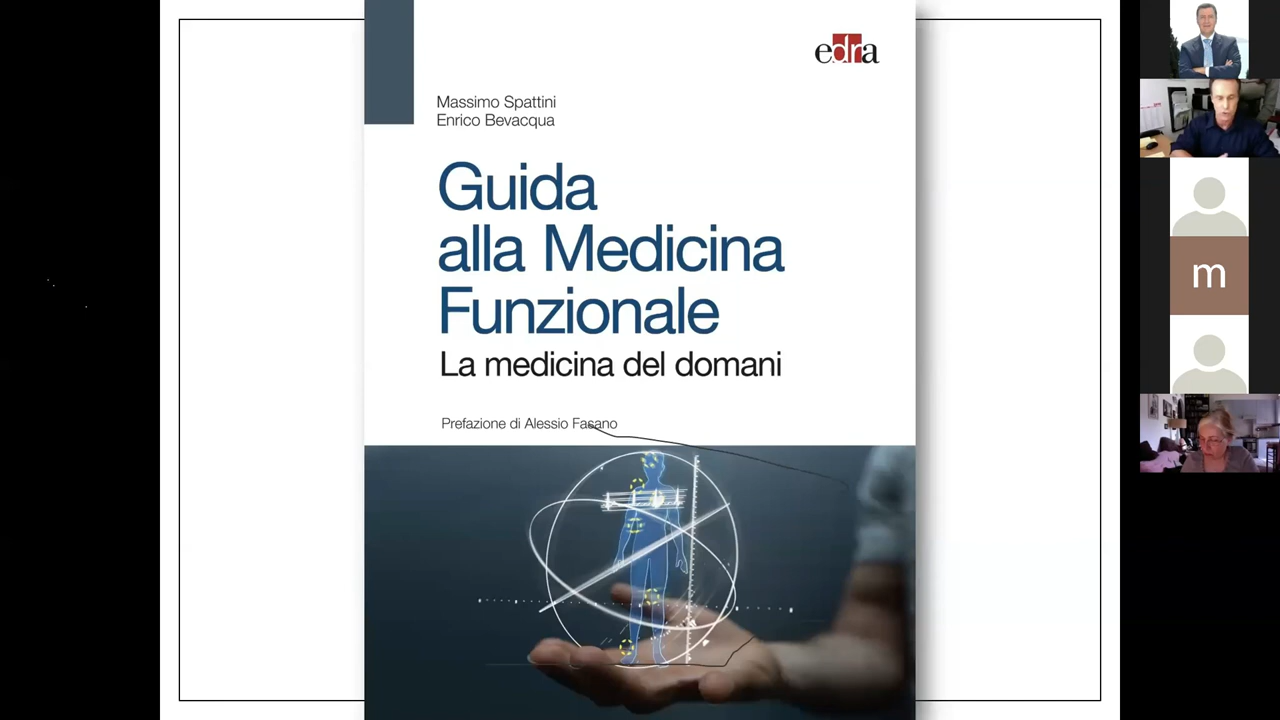 edra
Massimo Spattini
Enrico Bevacqua
Guida
alla Medicina
Funzionale
La medicina del domani
Prefazione di Alessio Fasano
m